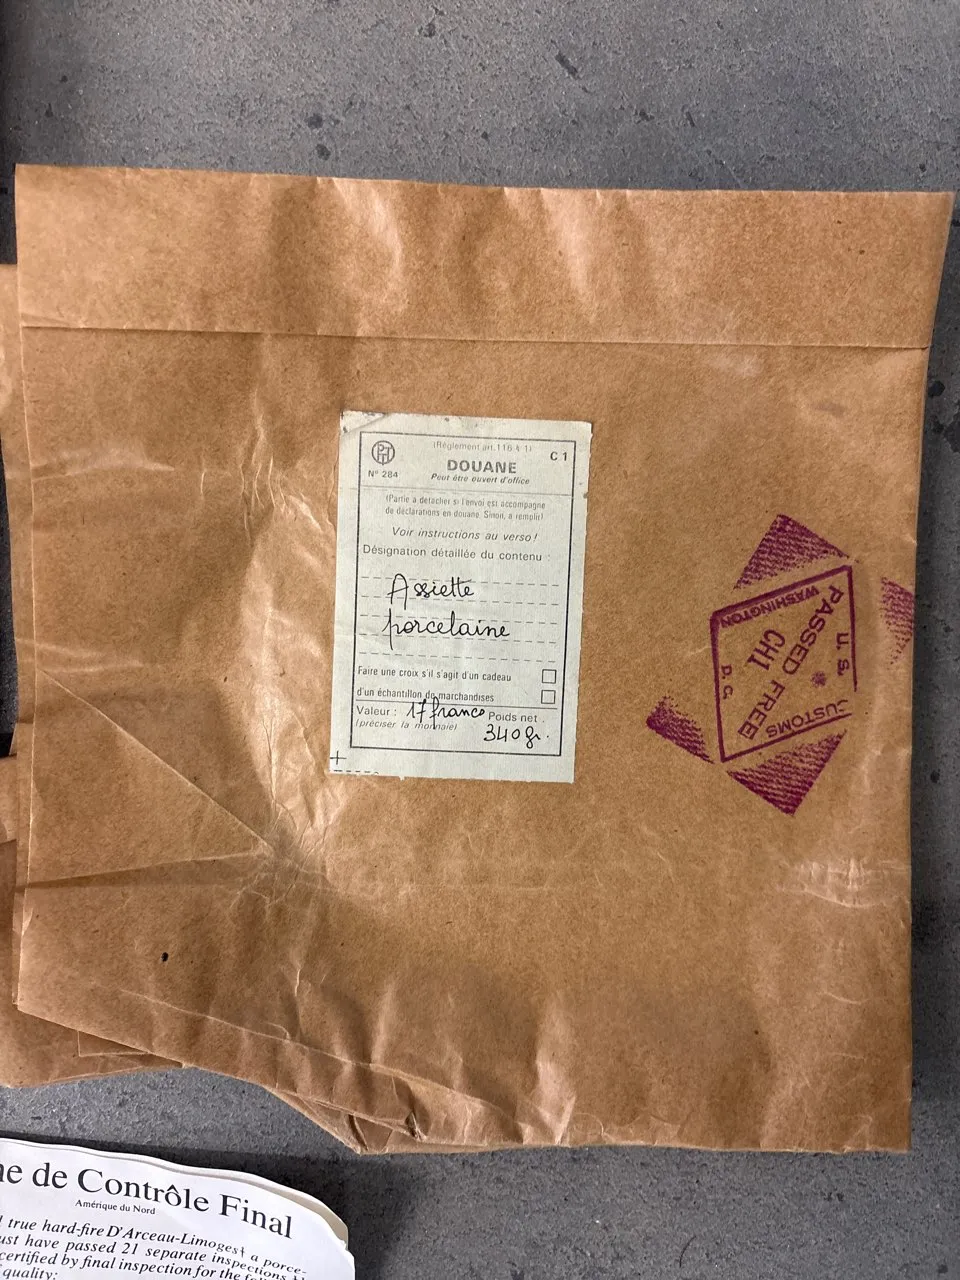 (Règlement art. 116 § 1)
C 1
PTT
N° 284
DOUANE
Peut être ouvert d'office
(Partie à détacher si l'envoi est accompagné
de déclarations en douane. Sinon, à remplir)
Voir instructions au verso!
Désignation détaillée du contenu :
Assiette
porcelaine
Faire une croix s'il s'agit d'un cadeau
d'un échantillon de marchandises
Valeur : 17 francs Poids net :
(préciser la monnaie) 340 gr.
U. S. CUSTOMS
PASSED FREE
CH1
WASHINGTON
D. C.
de Contrôle Final
Amérique du Nord
true hard-fire D'Arceau-Limoges† a porce-
ust have passed 21 separate inspections
certified by final inspection for the
quality: